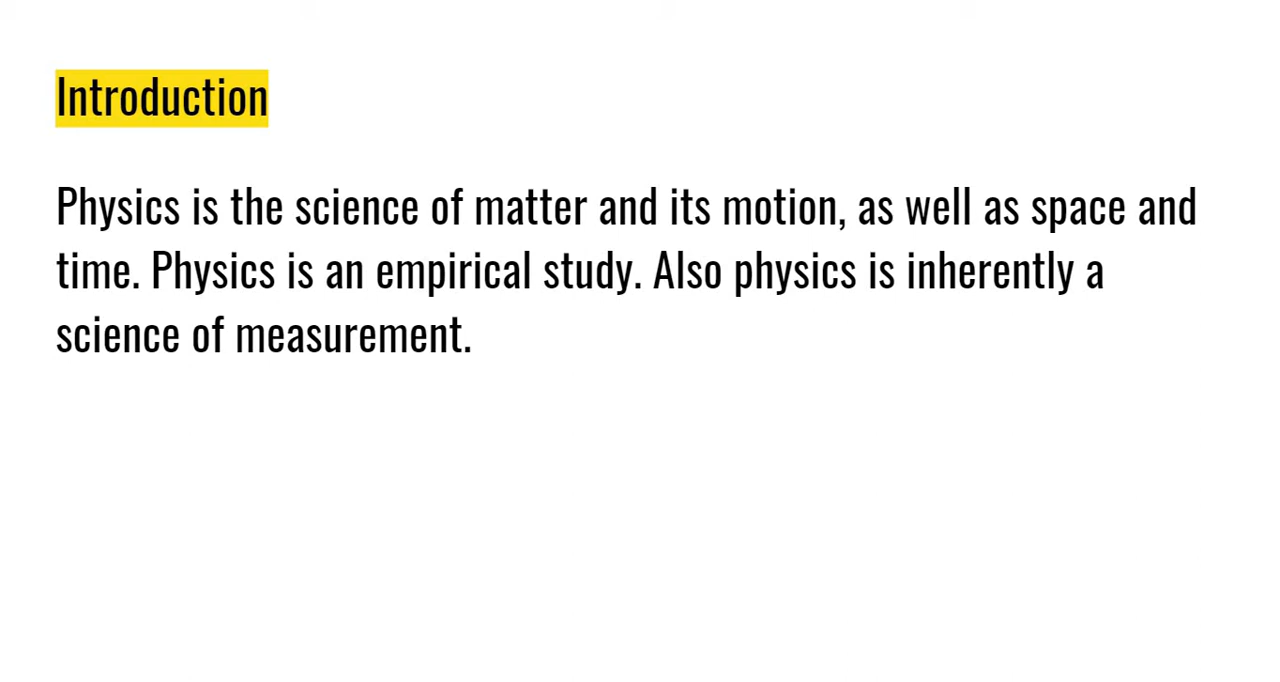 Introduction
Physics is the science of matter and its motion, as well as space and
time. Physics is an empirical study. Also physics is inherently a
science of measurement.